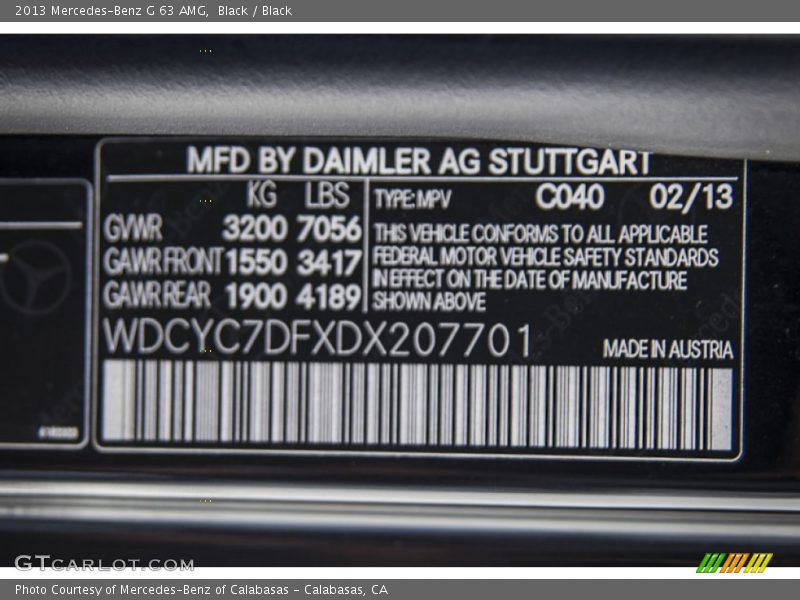 2013 Mercedes-Benz G 63 AMG, Black / Black
MFD BY DAIMLER AG STUTTGART
KG LBS
GVWR 3200 7056
GAWR FRONT 1550 3417
GAWR REAR 1900 4189
TYPE: MPV C040 02/13
THIS VEHICLE CONFORMS TO ALL APPLICABLE
FEDERAL MOTOR VEHICLE SAFETY STANDARDS
IN EFFECT ON THE DATE OF MANUFACTURE
SHOWN ABOVE
WDCYC7DFXDX207701
MADE IN AUSTRIA
GTCARLOT.COM
Photo Courtesy of Mercedes-Benz of Calabasas - Calabasas, CA